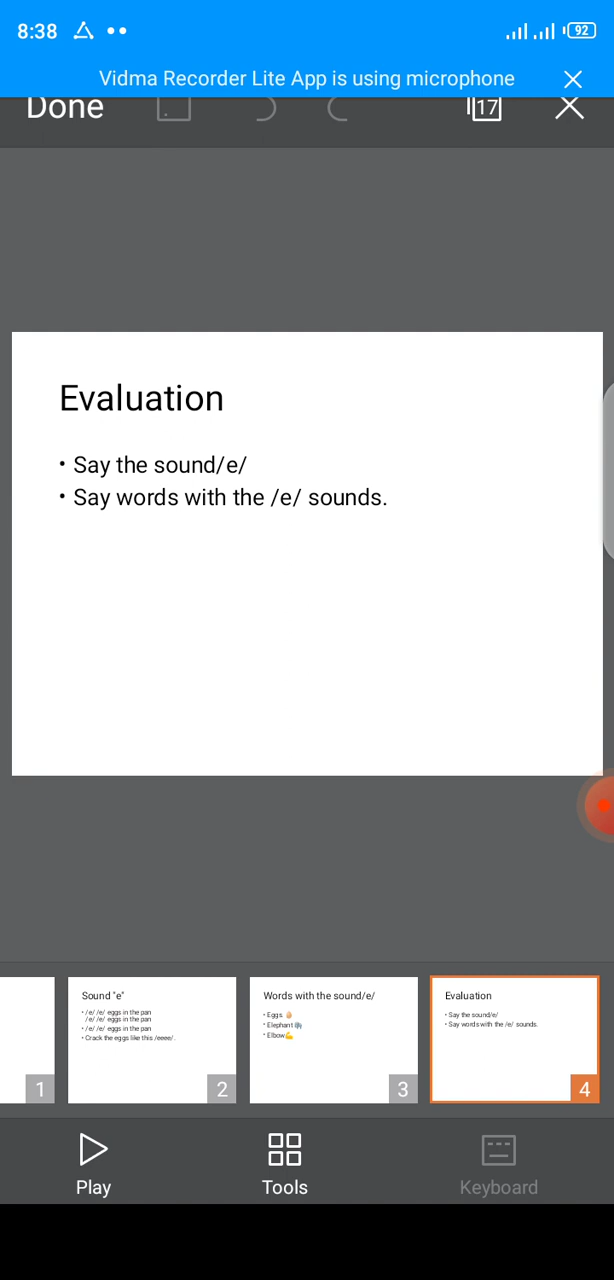 8:38
92
Vidma Recorder Lite App is using microphone
Done
17
Evaluation
• Say the sound/e/
• Say words with the /e/ sounds.
1
Sound "e"
• /e/ /e/ eggs in the pan
/e/ /e/ eggs in the pan
• /e/ /e/ eggs in the pan
• Crack the eggs like this /eeee/.
2
Words with the sound/e/
• Eggs 🥚
• Elephant 🐘
• Elbow💪
3
Evaluation
• Say the sound/e/
• Say words with the /e/ sounds.
4
Play
Tools
Keyboard